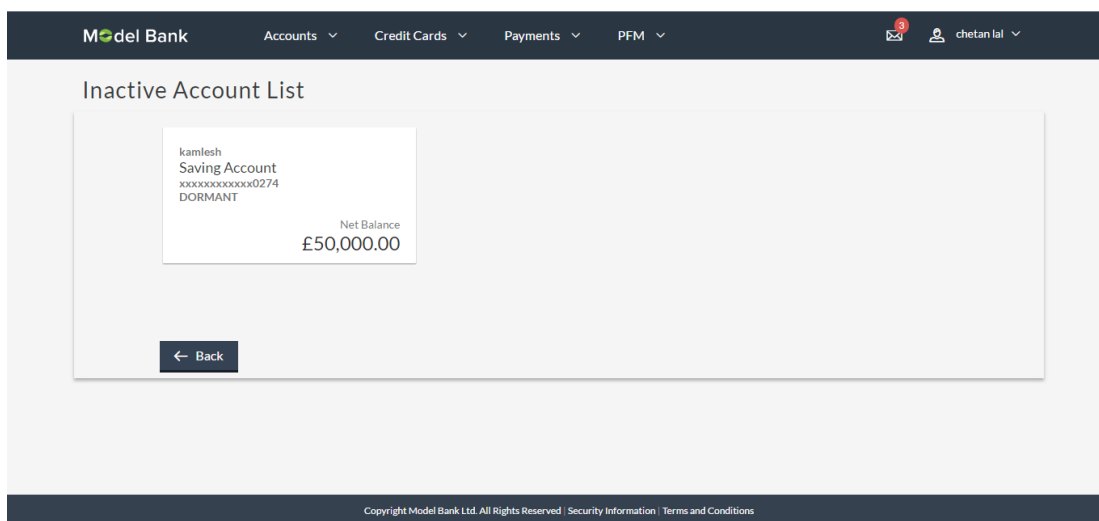 Model Bank Accounts Credit Cards Payments PFM 3 chetan lal
Inactive Account List
kamlesh
Saving Account
xxxxxxxxxxxx0274
DORMANT
Net Balance
£50,000.00
← Back
Copyright Model Bank Ltd. All Rights Reserved | Security Information | Terms and Conditions